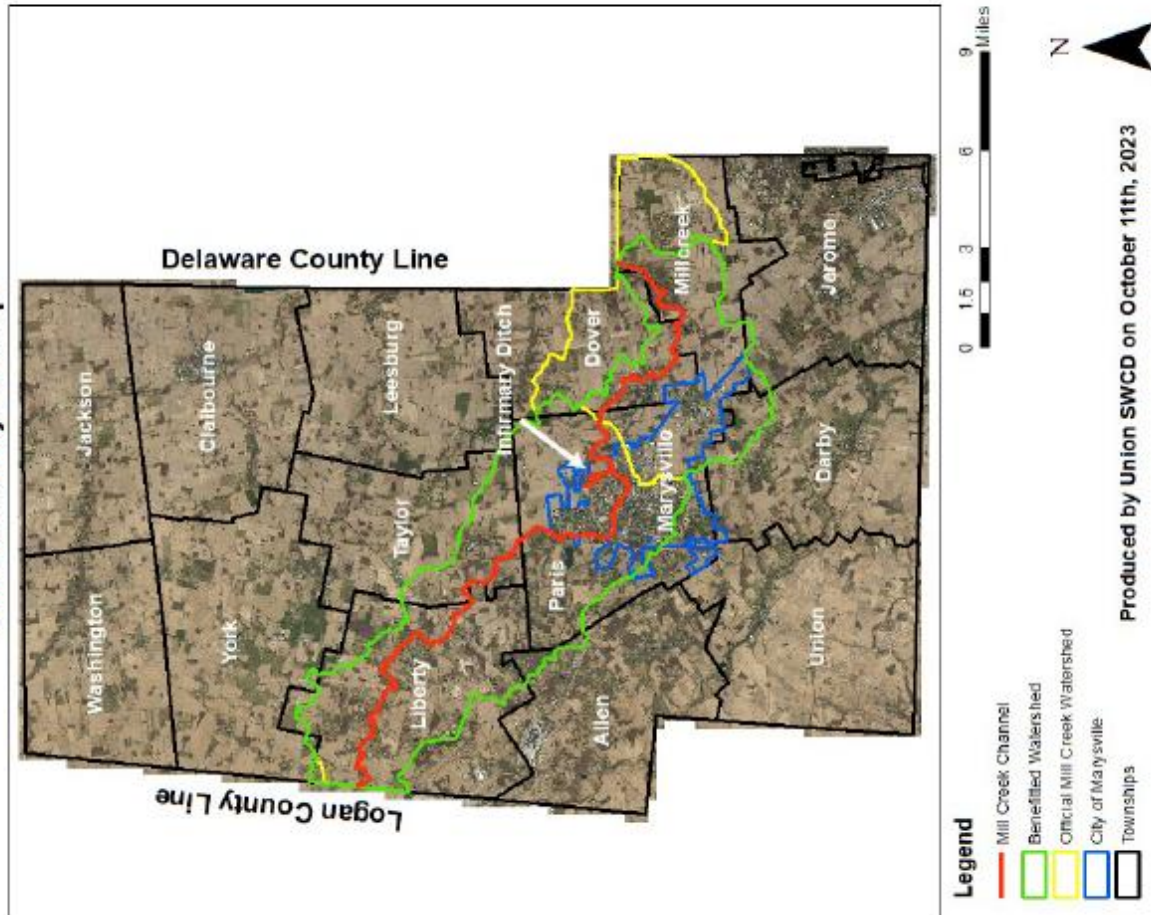 Delaware County Line
Logan County Line
Jackson
Washington
Claibourne
York
Leesburg
Taylor
Infirmary Ditch
Dover
Liberty
Paris
Marysville
Millcreek
Allen
Jerome
Darby
Union
Legend
Mill Creek Channel
Benefitted Watershed
Official Mill Creek Watershed
City of Marysville
Townships
0 1.5 3 6 9
Miles
N
Produced by Union SWCD on October 11th, 2023